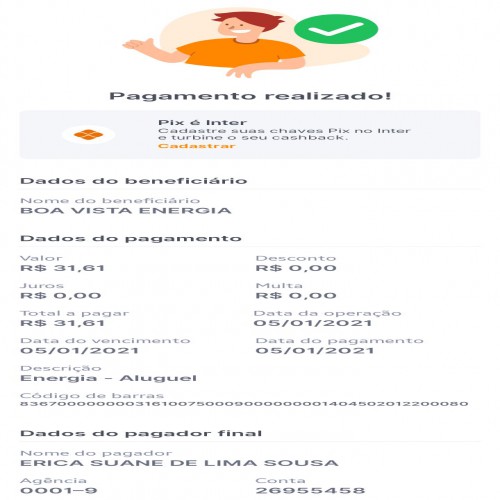 Pagamento realizado!
Pix é Inter
Cadastre suas chaves Pix no Inter
e turbine o seu cashback.
Cadastrar
Dados do beneficiário
Nome do beneficiário
BOA VISTA ENERGIA
Dados do pagamento
Valor Desconto
R$ 31,61 R$ 0,00
Juros Multa
R$ 0,00 R$ 0,00
Total a pagar Data da operação
R$ 31,61 05/01/2021
Data do vencimento Data do pagamento
05/01/2021 05/01/2021
Descrição
Energia - Aluguel
Código de barras
Dados do pagador final
Nome do pagador
ERICA SUANE DE LIMA SOUSA
Agência Conta
0001-9 26955458